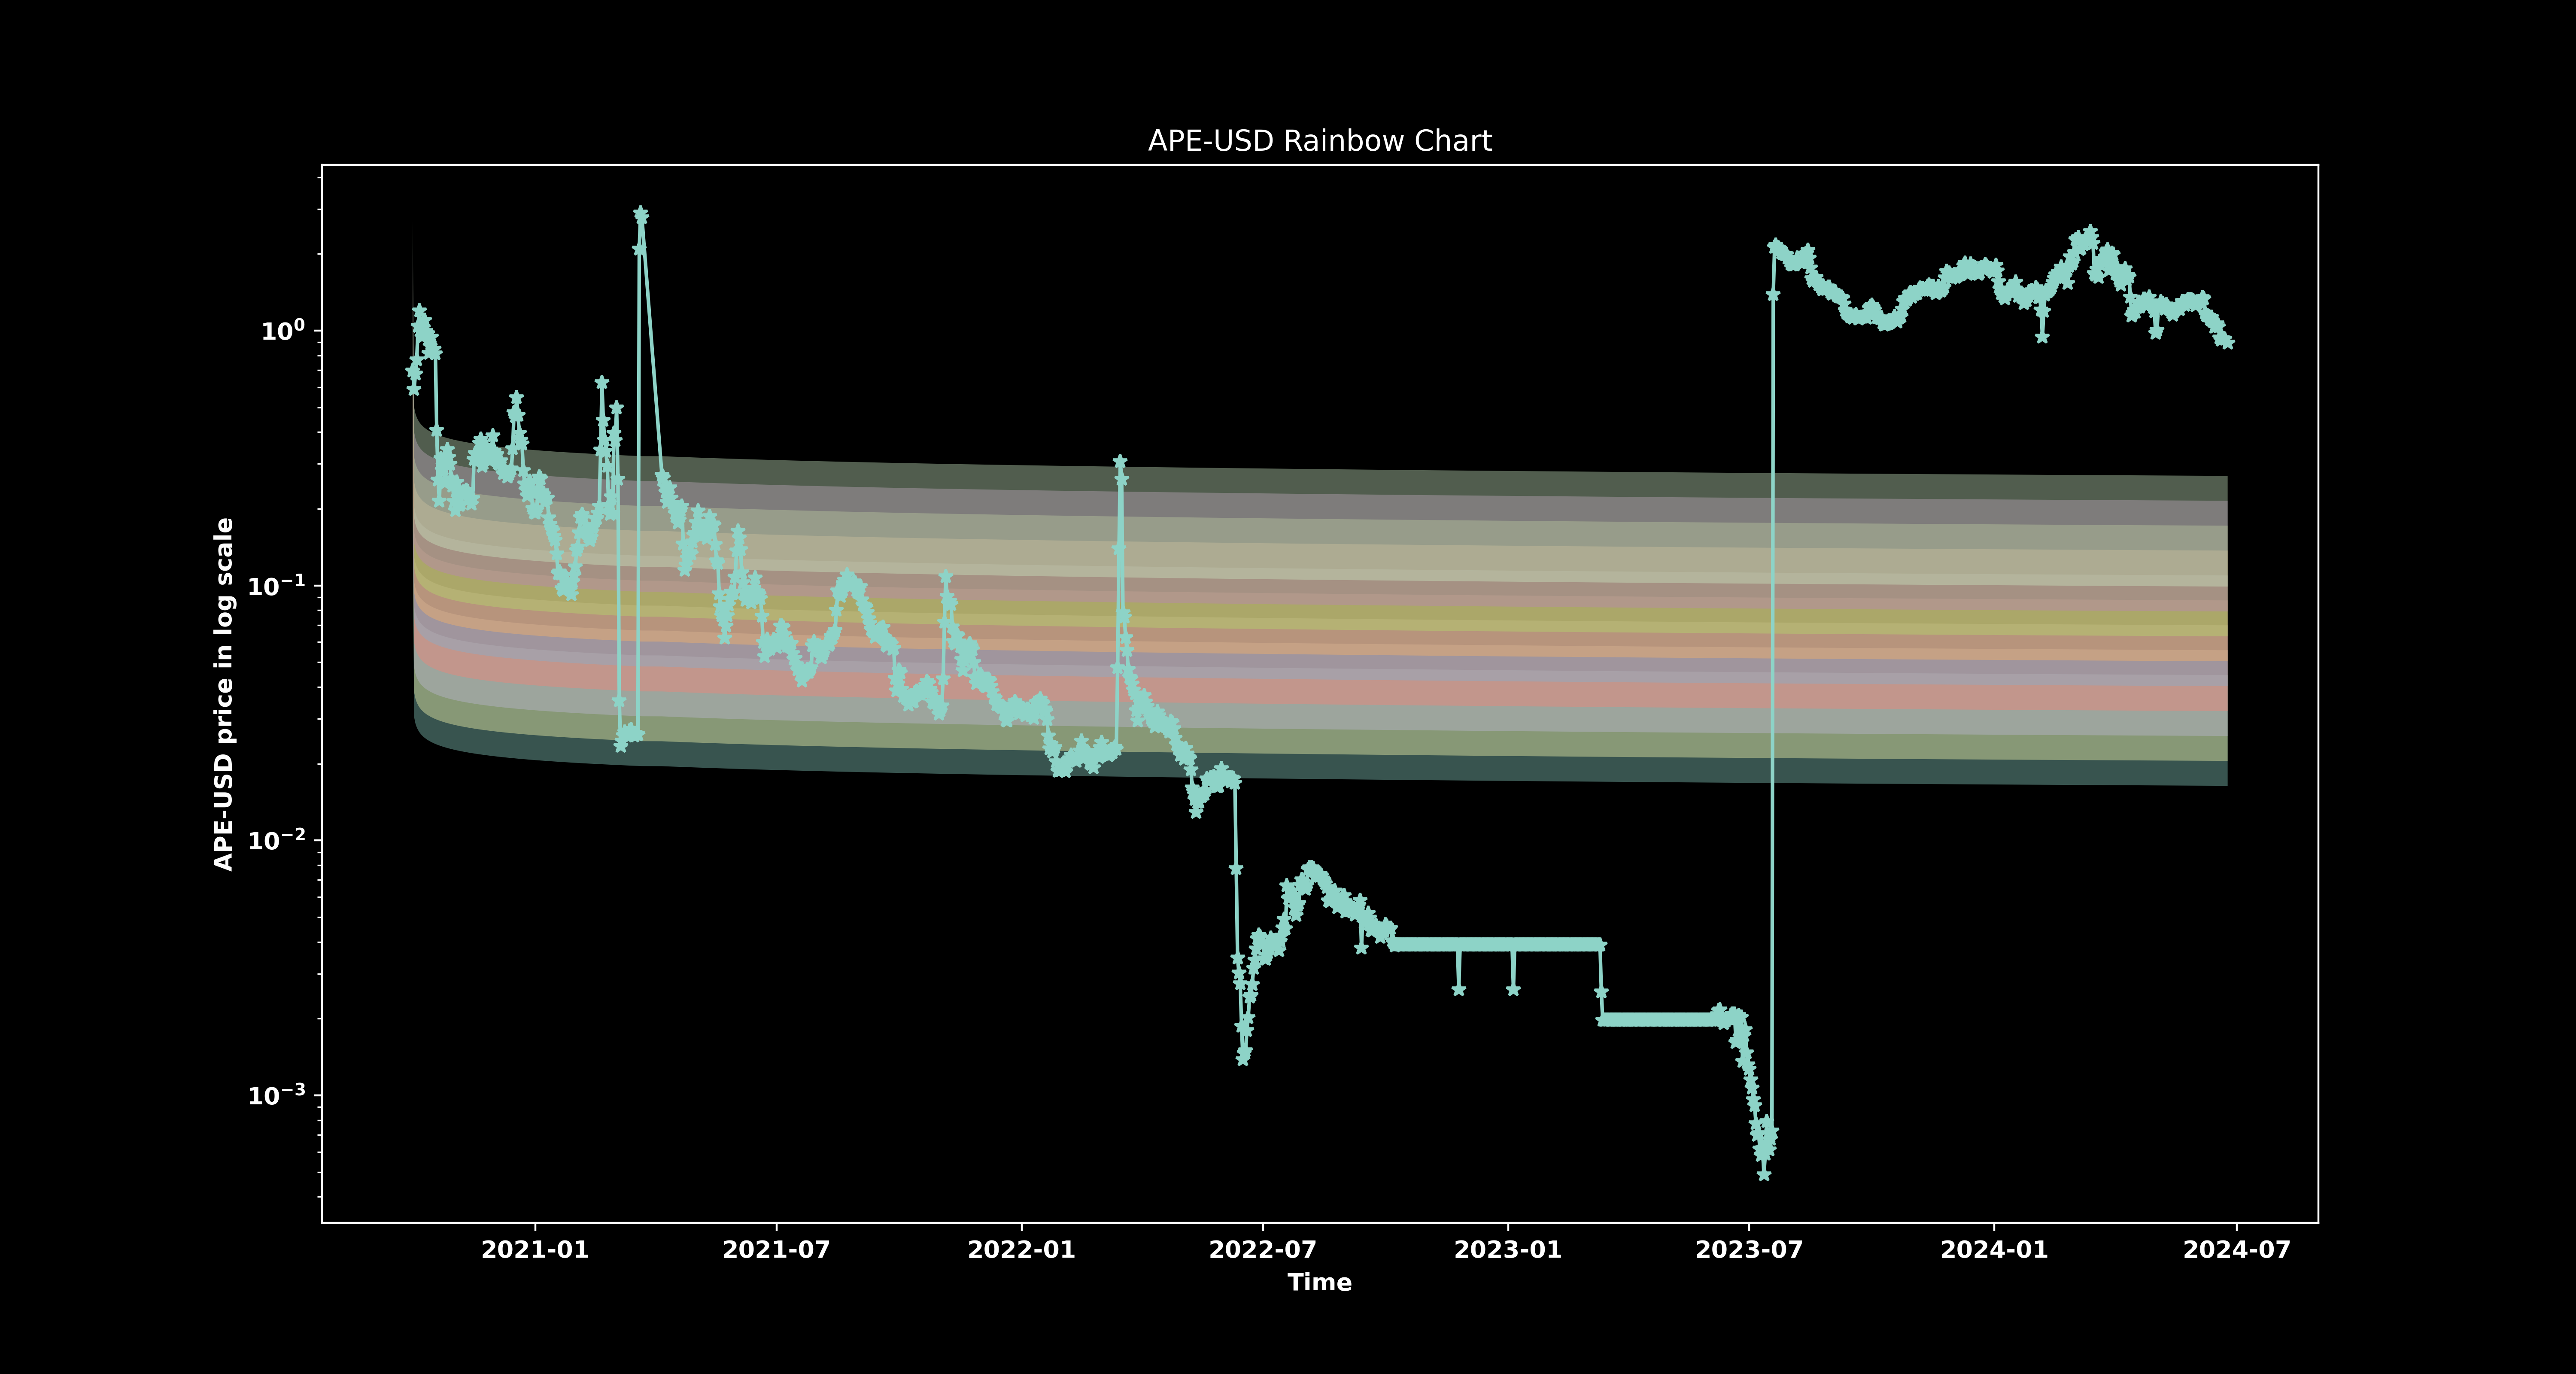 APE-USD Rainbow Chart
APE-USD price in log scale
10⁰
10⁻¹
10⁻²
10⁻³
2021-01 2021-07 2022-01 2022-07 2023-01 2023-07 2024-01 2024-07
Time